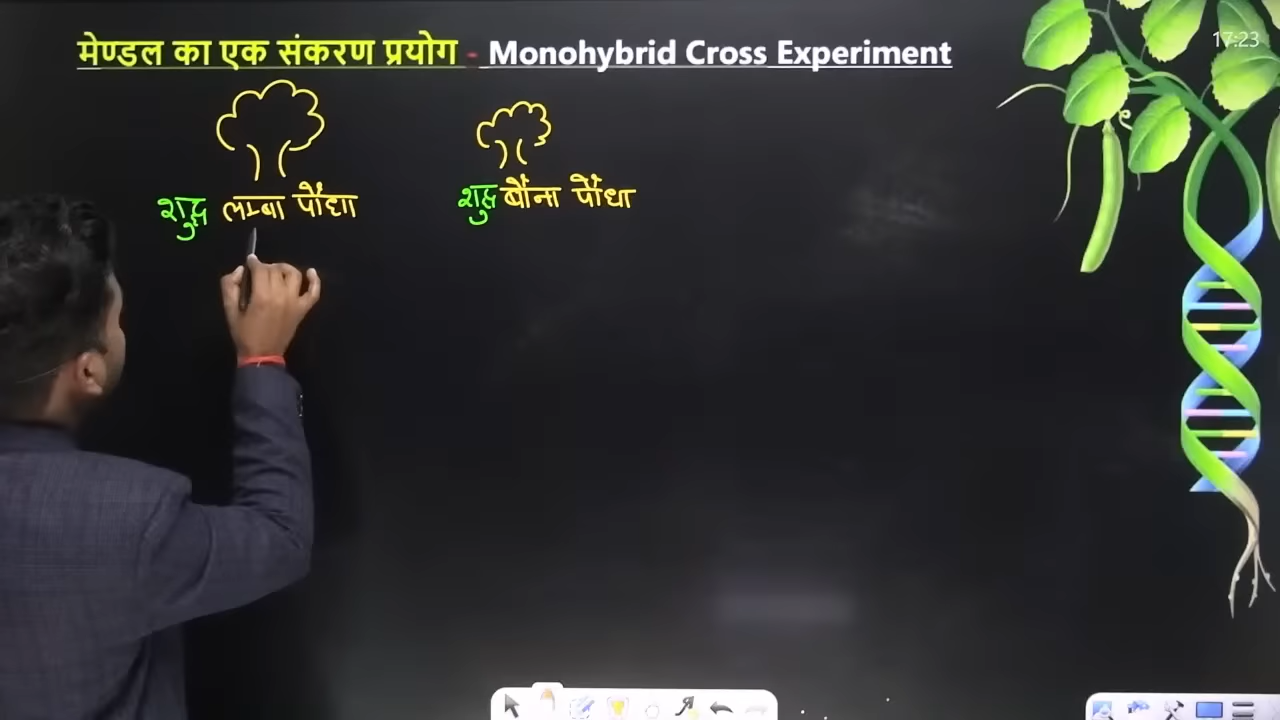 मेण्डल का एक संकरण प्रयोग - Monohybrid Cross Experiment
17:23
शुद्ध लम्बा पौधा
शुद्ध बौना पौधा